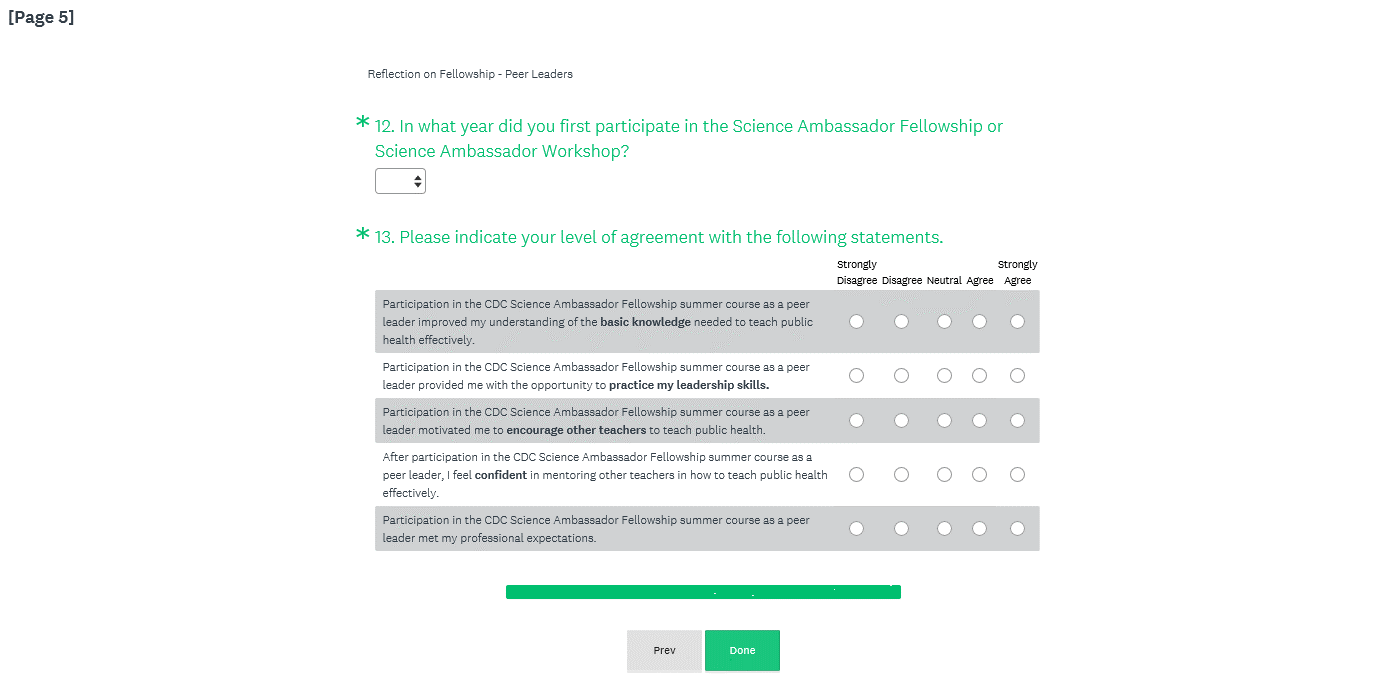 [Page 5]
Reflection on Fellowship - Peer Leaders
* 12. In what year did you first participate in the Science Ambassador Fellowship or
Science Ambassador Workshop?
* 13. Please indicate your level of agreement with the following statements.
Strongly Disagree Disagree Neutral Agree Strongly Agree
Participation in the CDC Science Ambassador Fellowship summer course as a peer
leader improved my understanding of the basic knowledge needed to teach public
health effectively.
Participation in the CDC Science Ambassador Fellowship summer course as a peer
leader provided me with the opportunity to practice my leadership skills.
Participation in the CDC Science Ambassador Fellowship summer course as a peer
leader motivated me to encourage other teachers to teach public health.
After participation in the CDC Science Ambassador Fellowship summer course as a
peer leader, I feel confident in mentoring other teachers in how to teach public health
effectively.
Participation in the CDC Science Ambassador Fellowship summer course as a peer
leader met my professional expectations.
Prev Done